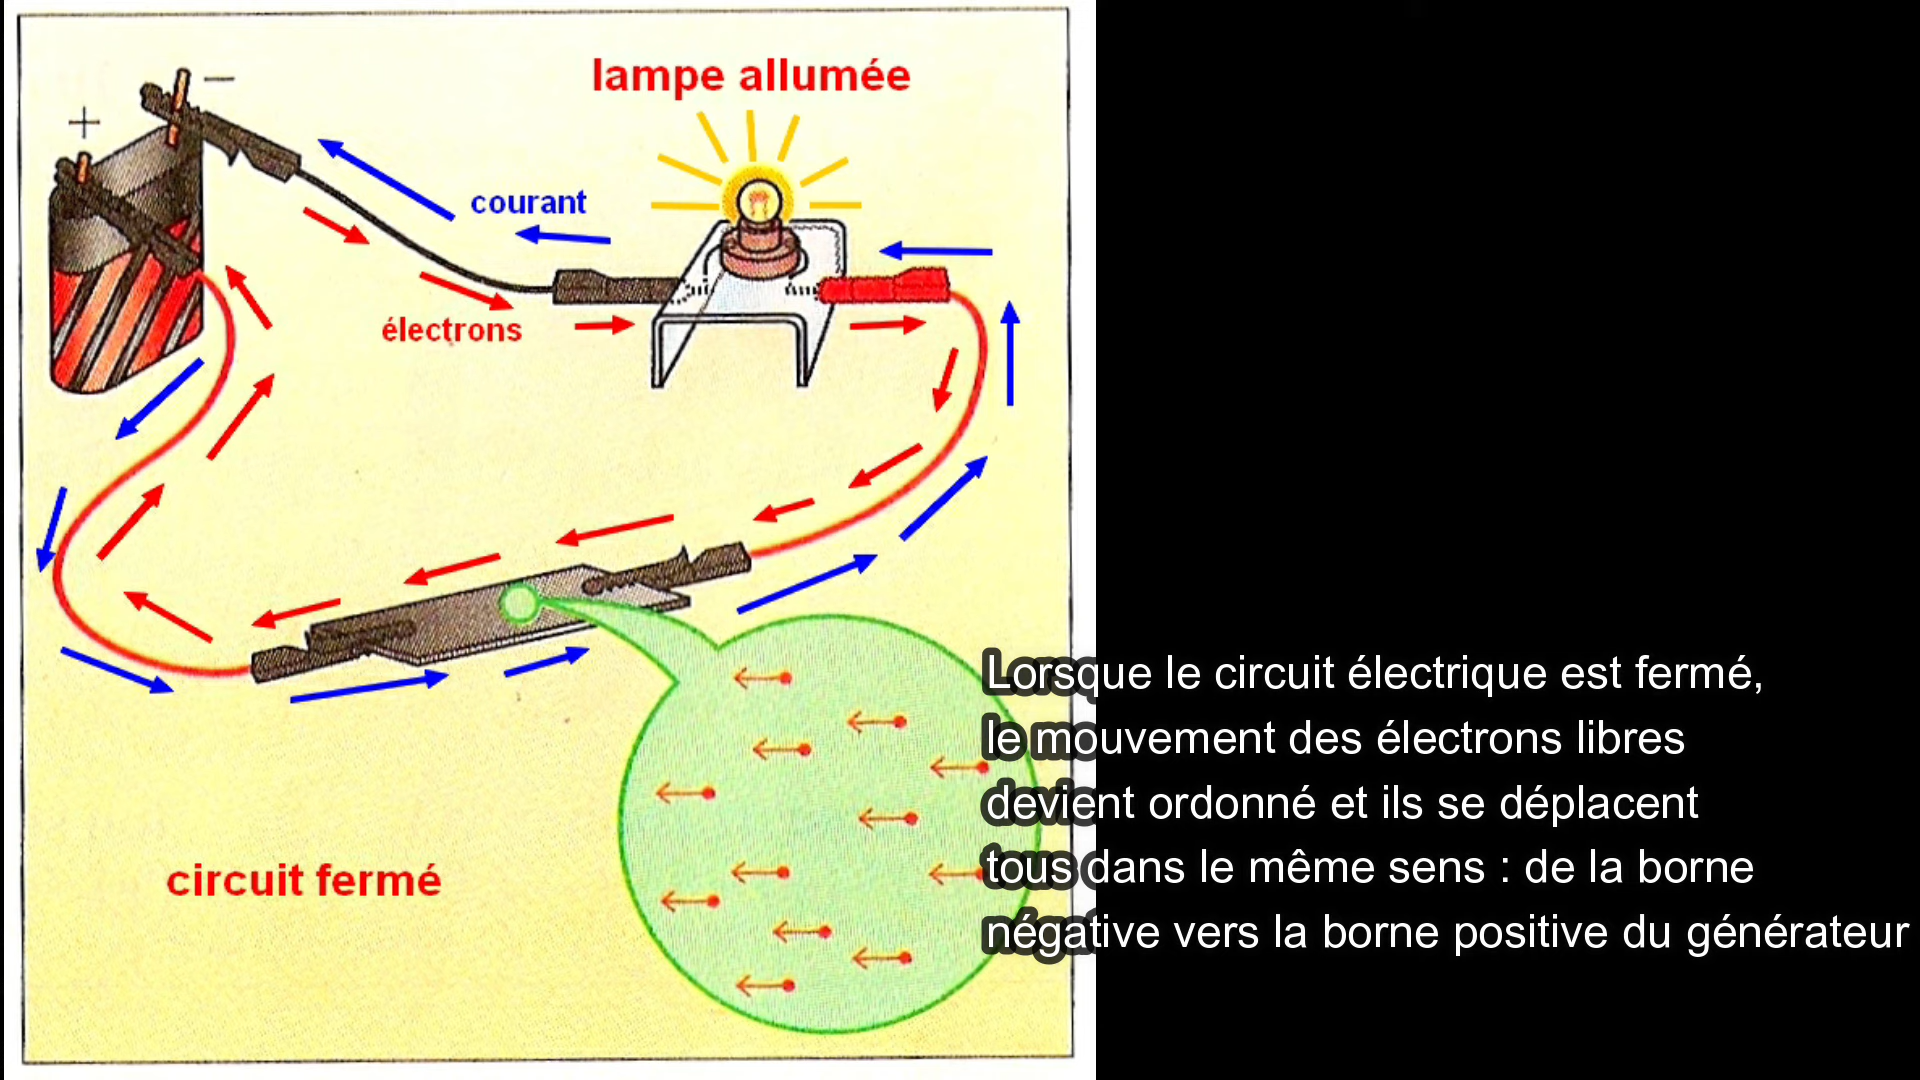 lampe allumée
+
–
courant
électrons
circuit fermé
Lorsque le circuit électrique est fermé,
le mouvement des électrons libres
devient ordonné et ils se déplacent
tous dans le même sens : de la borne
négative vers la borne positive du générateur